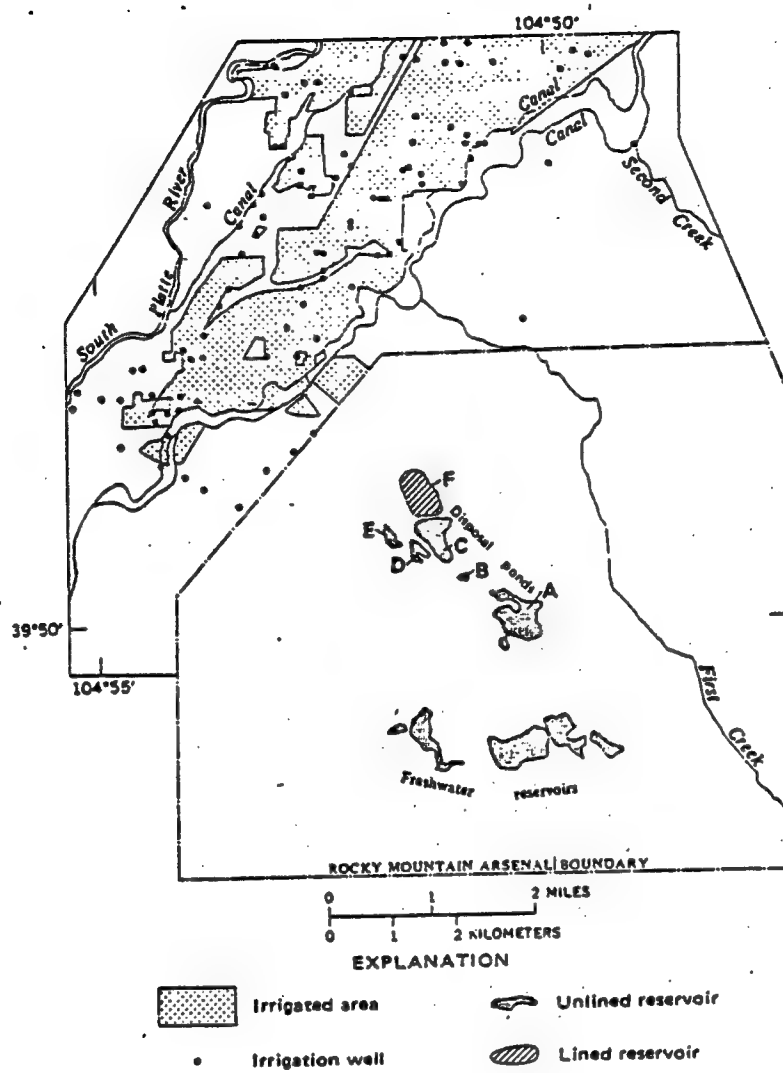 104°50'
Canal
Canal
River
Canal
Second Creek
South Platte
F
Disposal ponds
E
C
D
B
A
39°50'
104°55'
First Creek
Freshwater reservoirs
ROCKY MOUNTAIN ARSENAL BOUNDARY
0 1 2 MILES
0 1 2 KILOMETERS
EXPLANATION
Irrigated area
Unlined reservoir
Irrigation well
Lined reservoir